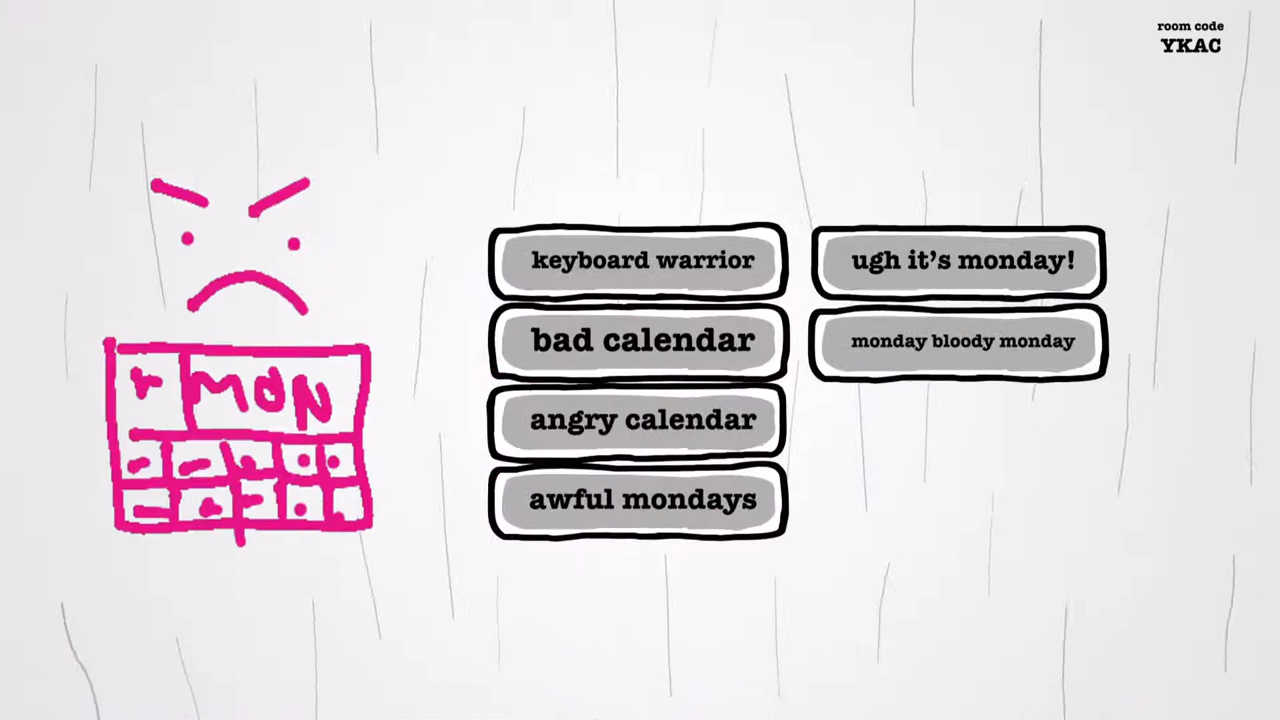 room code
YKAC
keyboard warrior
ugh it's monday!
bad calendar
monday bloody monday
angry calendar
awful mondays
MON